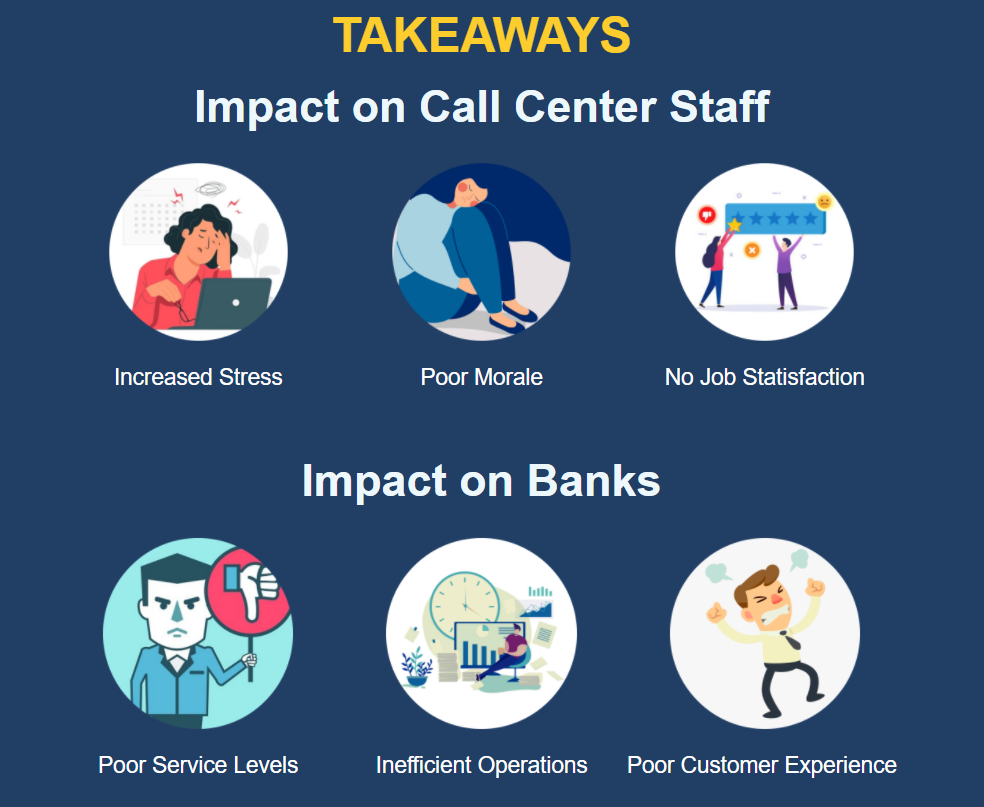 TAKEAWAYS
Impact on Call Center Staff
Increased Stress
Poor Morale
No Job Statisfaction
Impact on Banks
Poor Service Levels
Inefficient Operations
Poor Customer Experience